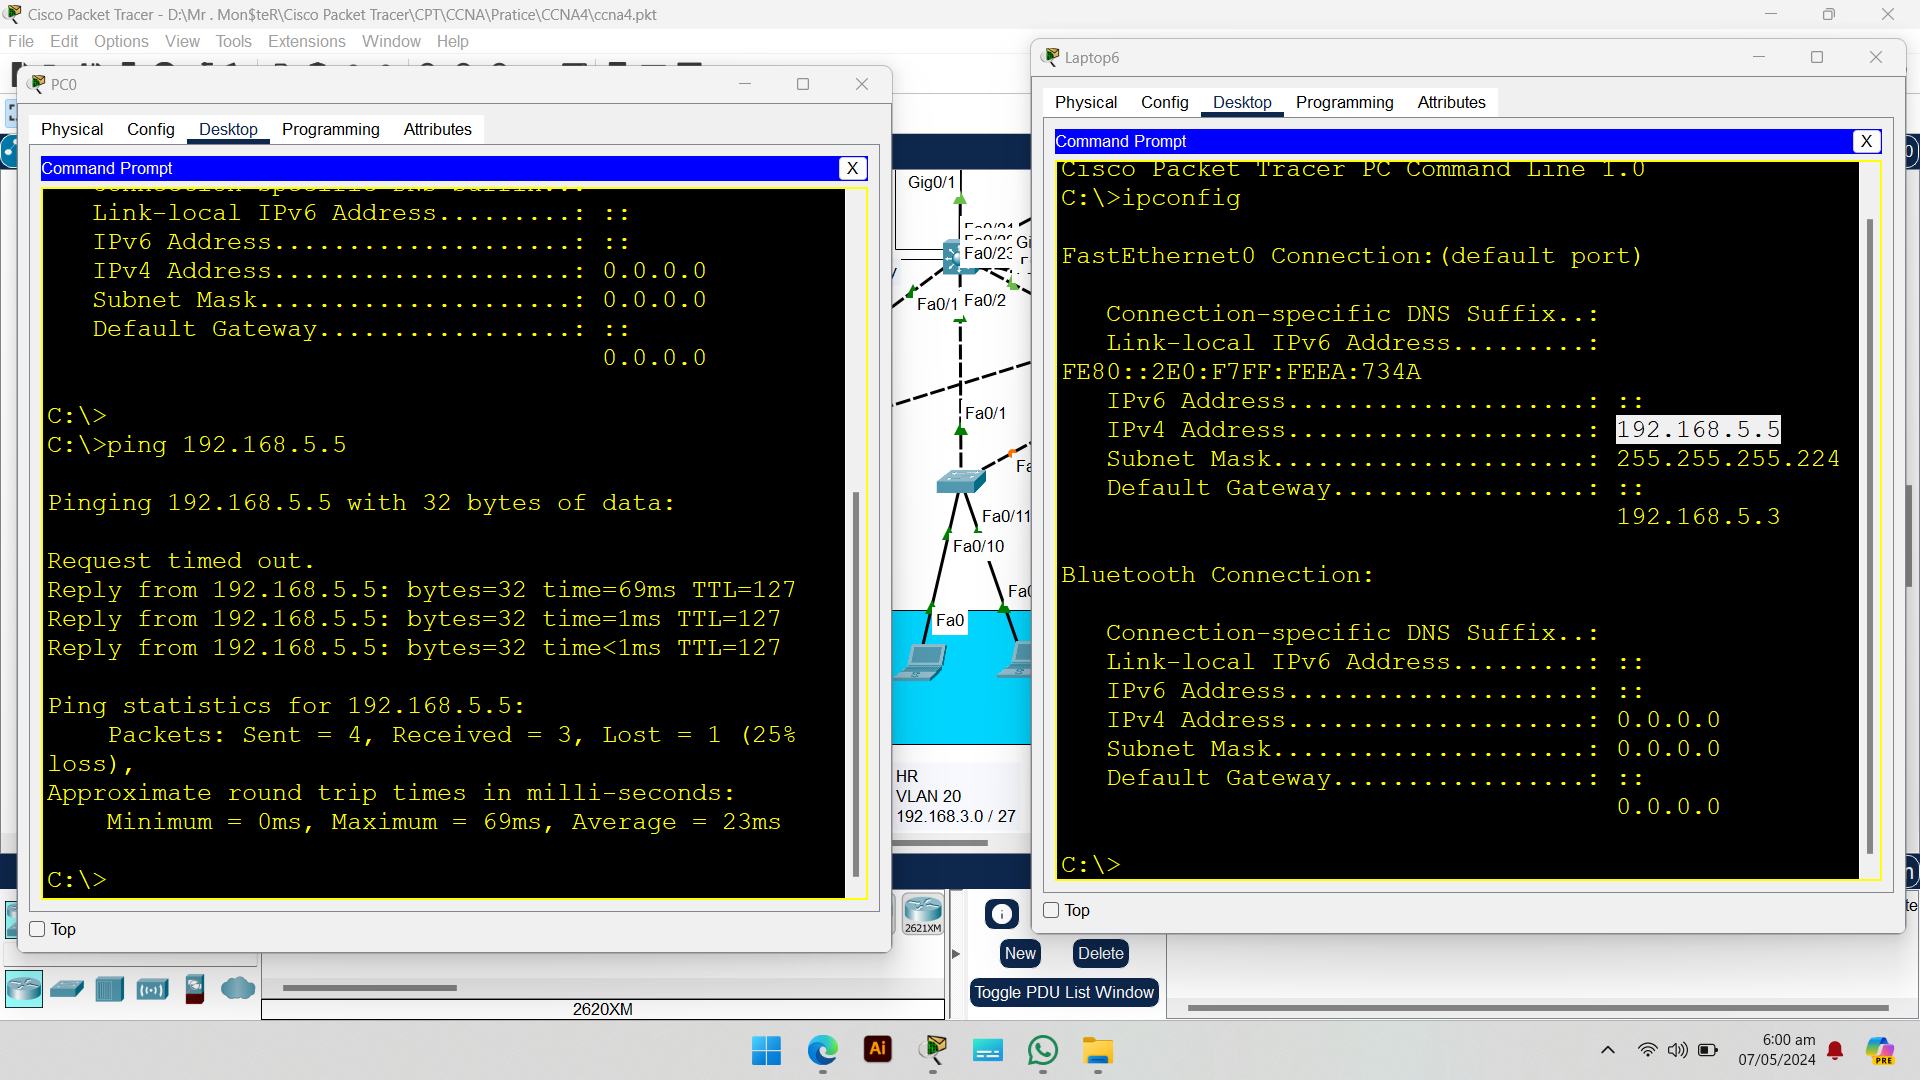 Cisco Packet Tracer - D:\Mr . Mon$teR\Cisco Packet Tracer\CPT\CCNA\Pratice\CCNA4\ccna4.pkt
File Edit Options View Tools Extensions Window Help
PC0
Physical Config Desktop Programming Attributes
Command Prompt X
Link-local IPv6 Address.........: ::
IPv6 Address....................: ::
IPv4 Address....................: 0.0.0.0
Subnet Mask.....................: 0.0.0.0
Default Gateway.................: ::
0.0.0.0
C:\>
C:\>ping 192.168.5.5
Pinging 192.168.5.5 with 32 bytes of data:
Request timed out.
Reply from 192.168.5.5: bytes=32 time=69ms TTL=127
Reply from 192.168.5.5: bytes=32 time=1ms TTL=127
Reply from 192.168.5.5: bytes=32 time<1ms TTL=127
Ping statistics for 192.168.5.5:
Packets: Sent = 4, Received = 3, Lost = 1 (25%
loss),
Approximate round trip times in milli-seconds:
Minimum = 0ms, Maximum = 69ms, Average = 23ms
C:\>
Top
Gig0/1
Fa0/23
Fa0/1
Fa0/2
Fa0/1
Fa0/11
Fa0/10
Fa0
HR
VLAN 20
192.168.3.0 / 27
Laptop6
Physical Config Desktop Programming Attributes
Command Prompt X
Cisco Packet Tracer PC Command Line 1.0
C:\>ipconfig
FastEthernet0 Connection:(default port)
Connection-specific DNS Suffix..:
Link-local IPv6 Address.........:
FE80::2E0:F7FF:FEEA:734A
IPv6 Address....................: ::
IPv4 Address....................: 192.168.5.5
Subnet Mask.....................: 255.255.255.224
Default Gateway.................: ::
192.168.5.3
Bluetooth Connection:
Connection-specific DNS Suffix..:
Link-local IPv6 Address.........: ::
IPv6 Address....................: ::
IPv4 Address....................: 0.0.0.0
Subnet Mask.....................: 0.0.0.0
Default Gateway.................: ::
0.0.0.0
C:\>
Top
2621XM
New Delete
Toggle PDU List Window
2620XM
Ai
PRE
6:00 am
07/05/2024